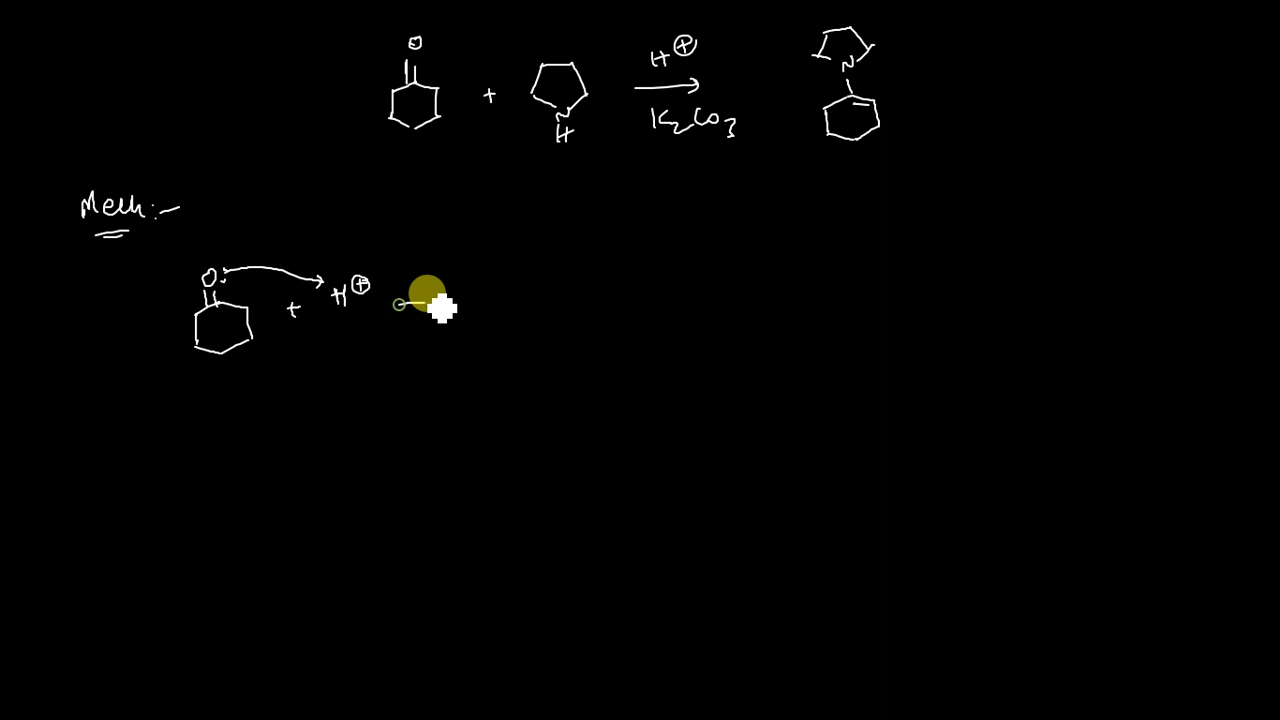 O + N H H⊕ K2CO3 N
Mech:-
O: + H⊕